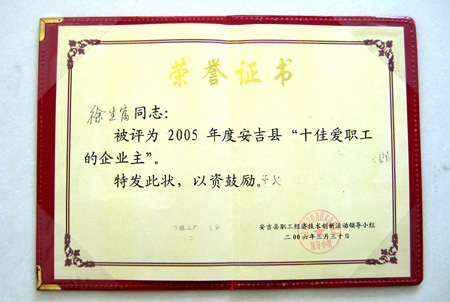 荣誉证书
徐生富同志：
被评为 2005 年度安吉县“十佳爱职工
的企业主”。
特发此状，以资鼓励。
安吉县职工经济技术创新活动领导小组
二00六年三月三十日